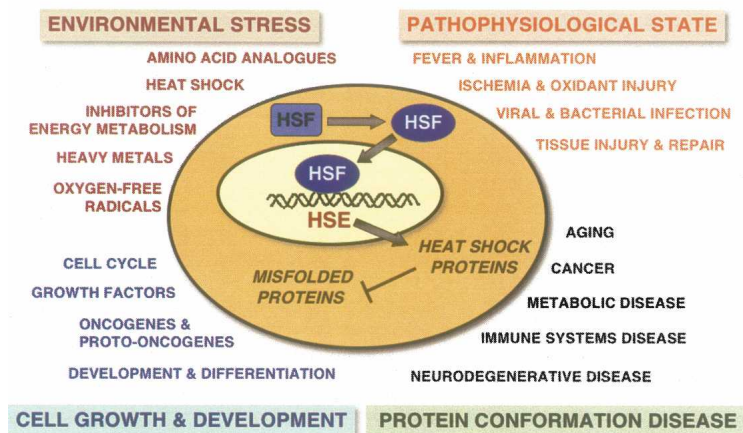 ENVIRONMENTAL STRESS
AMINO ACID ANALOGUES
HEAT SHOCK
INHIBITORS OF
ENERGY METABOLISM
HEAVY METALS
OXYGEN-FREE
RADICALS
PATHOPHYSIOLOGICAL STATE
FEVER & INFLAMMATION
ISCHEMIA & OXIDANT INJURY
VIRAL & BACTERIAL INFECTION
TISSUE INJURY & REPAIR
HSF
HSF
HSF
HSE
HEAT SHOCK
PROTEINS
MISFOLDED
PROTEINS
CELL CYCLE
GROWTH FACTORS
ONCOGENES &
PROTO-ONCOGENES
DEVELOPMENT & DIFFERENTIATION
CELL GROWTH & DEVELOPMENT
AGING
CANCER
METABOLIC DISEASE
IMMUNE SYSTEMS DISEASE
NEURODEGENERATIVE DISEASE
PROTEIN CONFORMATION DISEASE